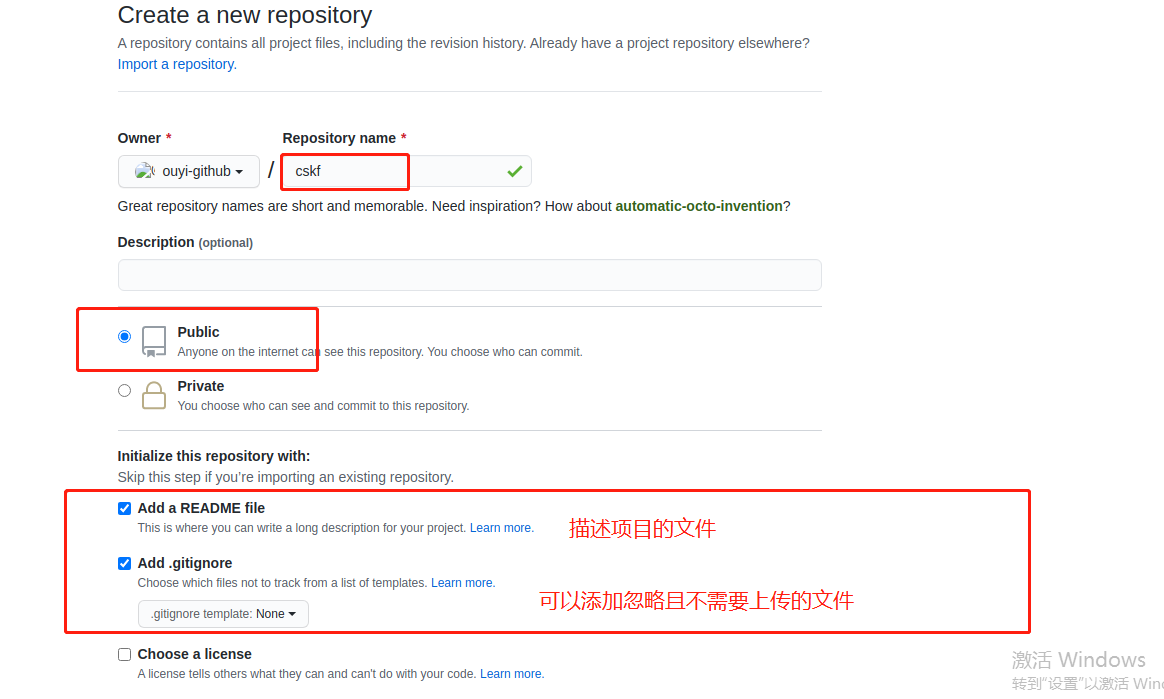 Create a new repository
A repository contains all project files, including the revision history. Already have a project repository elsewhere?
Import a repository.
Owner * Repository name *
ouyi-github / cskf
Great repository names are short and memorable. Need inspiration? How about automatic-octo-invention?
Description (optional)
Public
Anyone on the internet can see this repository. You choose who can commit.
Private
You choose who can see and commit to this repository.
Initialize this repository with:
Skip this step if you're importing an existing repository.
Add a README file
This is where you can write a long description for your project. Learn more.
描述项目的文件
Add .gitignore
Choose which files not to track from a list of templates. Learn more.
可以添加忽略且不需要上传的文件
.gitignore template: None
Choose a license
A license tells others what they can and can't do with your code. Learn more.
激活 Windows
转到"设置"以激活 Win